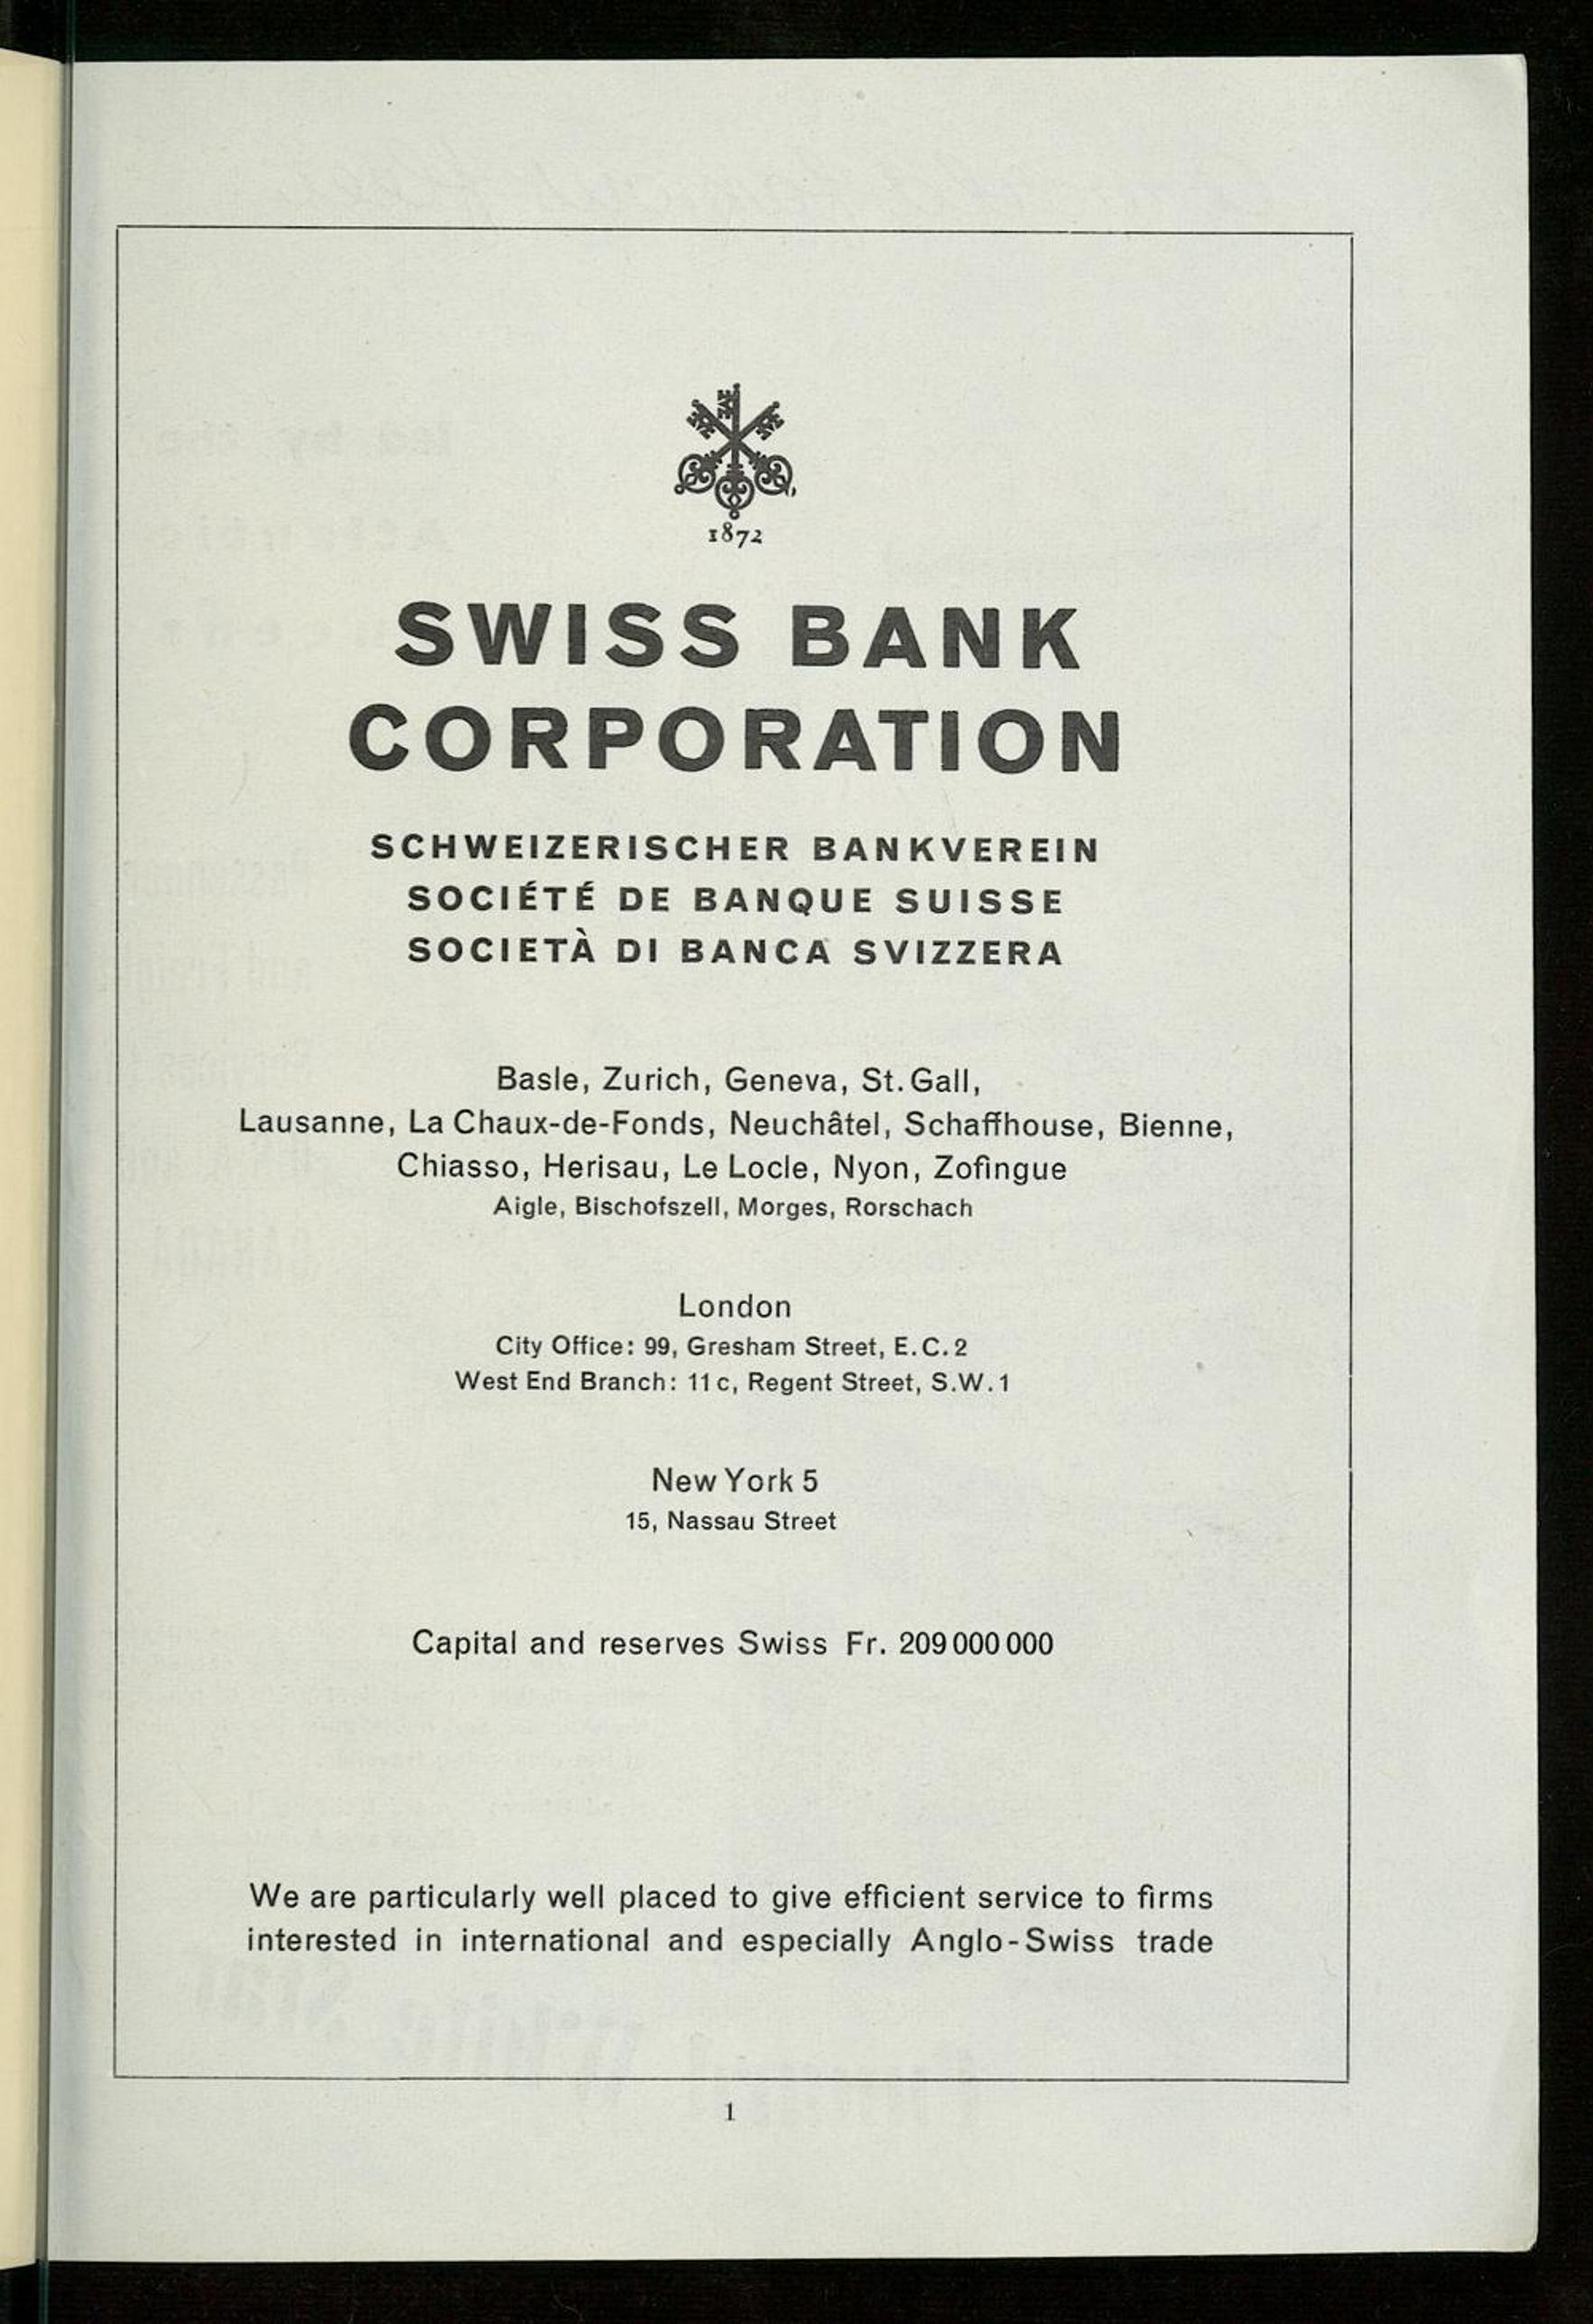 1872
SWISS BANK
CORPORATION
SCHWEIZERISCHER BANKVEREIN
SOCIÉTÉ DE BANQUE SUISSE
SOCIETÀ DI BANCA SVIZZERA
Basle, Zurich, Geneva, St. Gall,
Lausanne, La Chaux-de-Fonds, Neuchâtel, Schaffhouse, Bienne,
Chiasso, Herisau, Le Locle, Nyon, Zofingue
Aigle, Bischofszell, Morges, Rorschach
London
City Office: 99, Gresham Street, E.C.2
West End Branch: 11c, Regent Street, S.W.1
New York 5
15, Nassau Street
Capital and reserves Swiss Fr. 209 000 000
We are particularly well placed to give efficient service to firms
interested in international and especially Anglo-Swiss trade
1